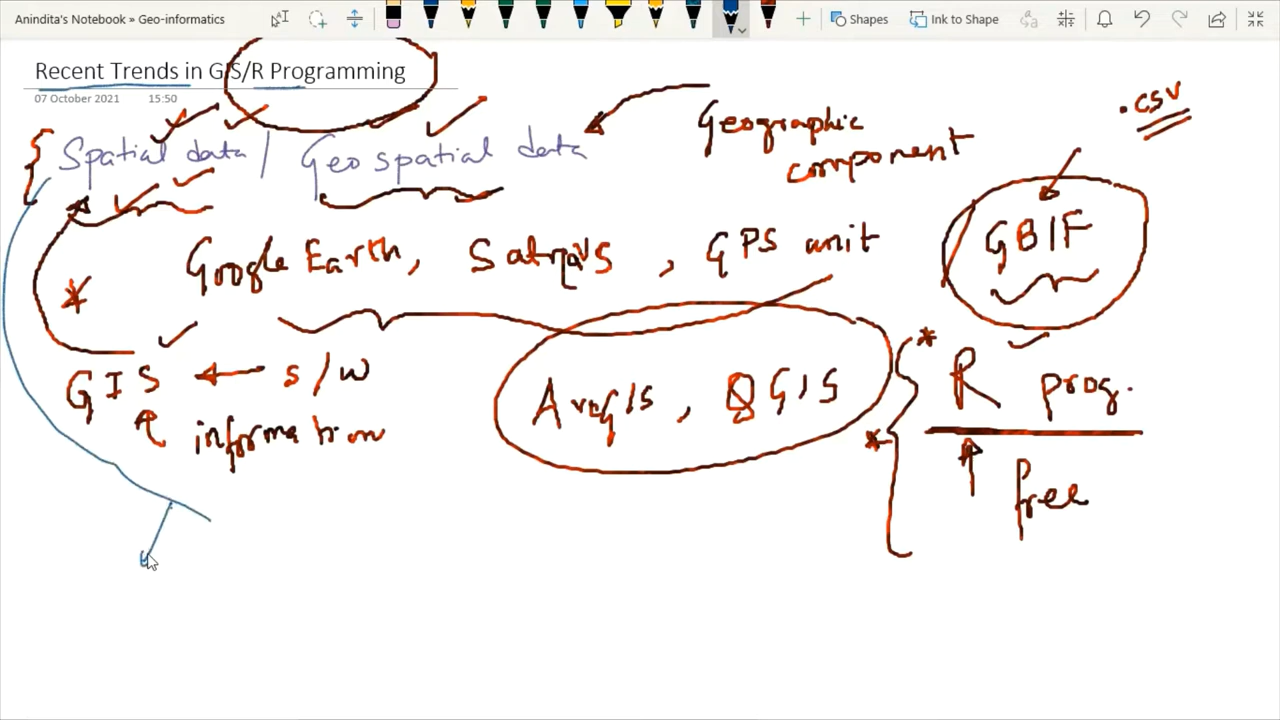 Anindita's Notebook » Geo-informatics
Shapes
Ink to Shape
Recent Trends in GIS/R Programming
07 October 2021 15:50
.csv
Spatial data / Geo spatial data
Geographic
component
Google Earth, , GPS unit
GBIF
GIS ← s/w
information
ArcGIS, QGIS
* R prog.
*
free